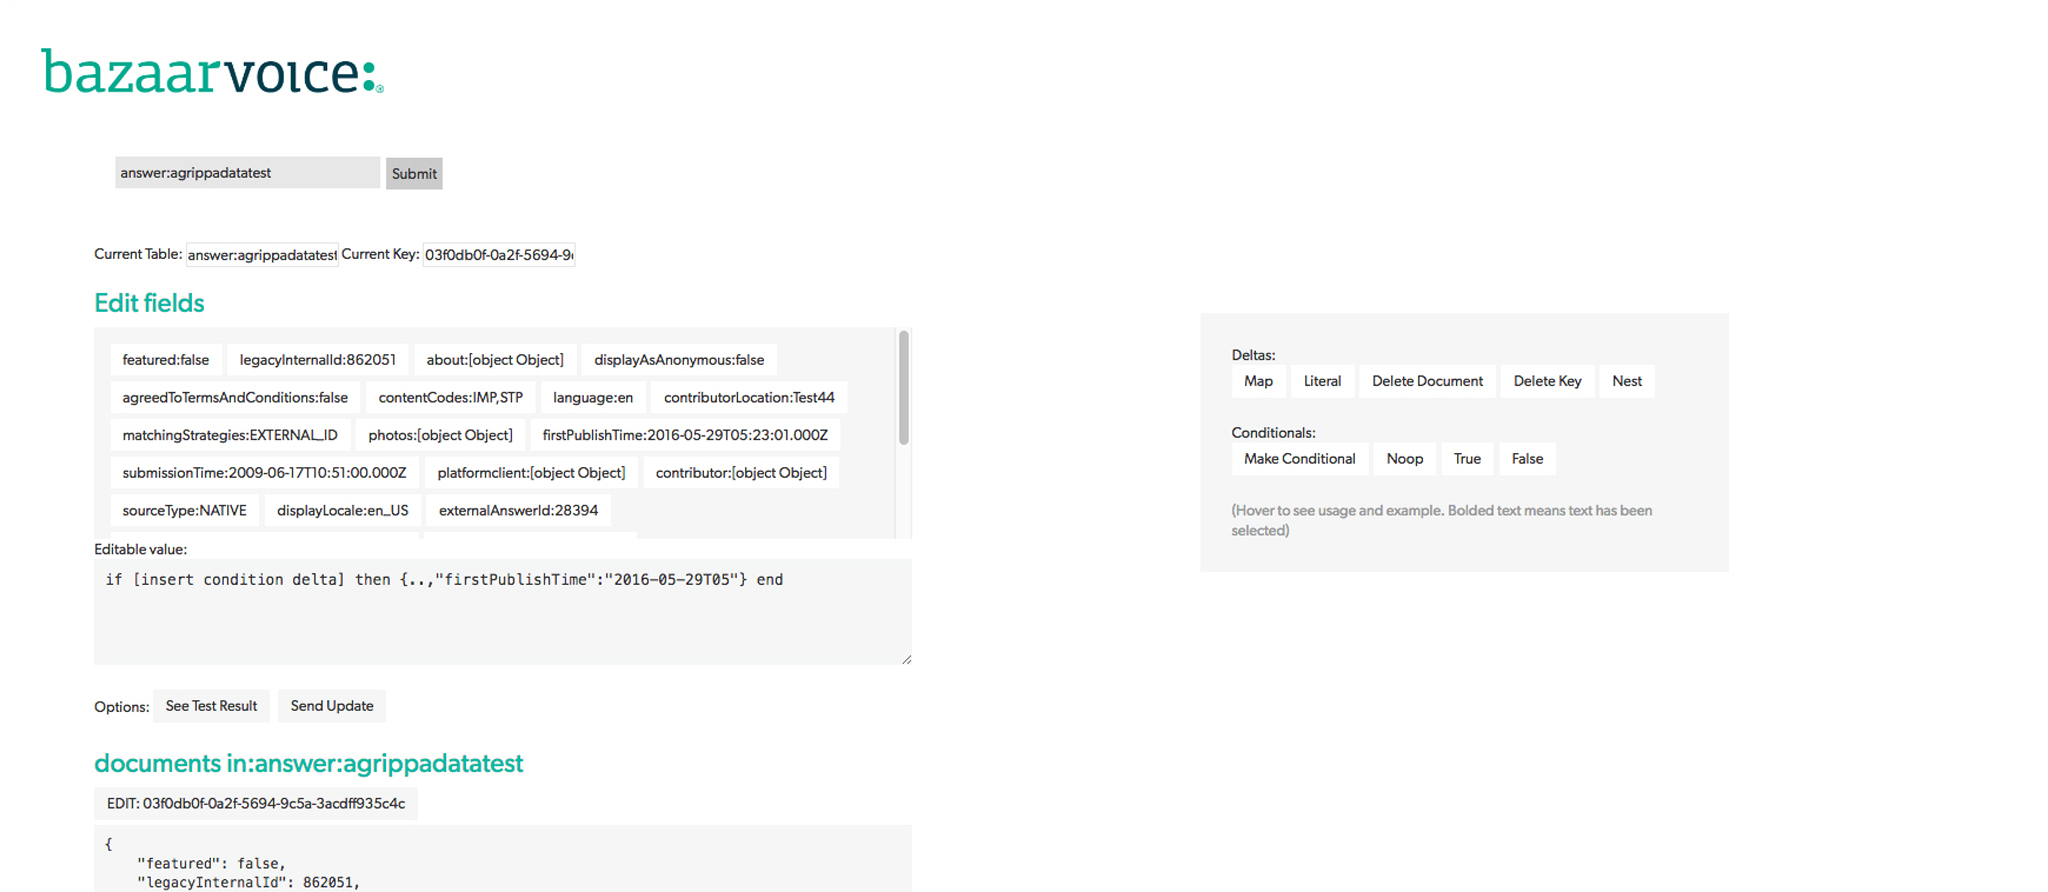 bazaarvoice:
answer:agrippadatatest Submit
Current Table: answer:agrippadatatest Current Key: 03f0db0f-0a2f-5694-9
Edit fields
featured:false legacyInternalId:862051 about:[object Object] displayAsAnonymous:false
agreedToTermsAndConditions:false contentCodes:IMP,STP language:en contributorLocation:Test44
matchingStrategies:EXTERNAL_ID photos:[object Object] firstPublishTime:2016-05-29T05:23:01.000Z
submissionTime:2009-06-17T10:51:00.000Z platformclient:[object Object] contributor:[object Object]
sourceType:NATIVE displayLocale:en_US externalAnswerId:28394
Editable value:
if [insert condition delta] then {..,"firstPublishTime":"2016-05-29T05"} end
Options: See Test Result Send Update
documents in:answer:agrippadatatest
EDIT: 03f0db0f-0a2f-5694-9c5a-3acdff935c4c
{
"featured": false,
"legacyInternalId": 862051,
Deltas:
Map Literal Delete Document Delete Key Nest
Conditionals:
Make Conditional Noop True False
(Hover to see usage and example. Bolded text means text has been
selected)